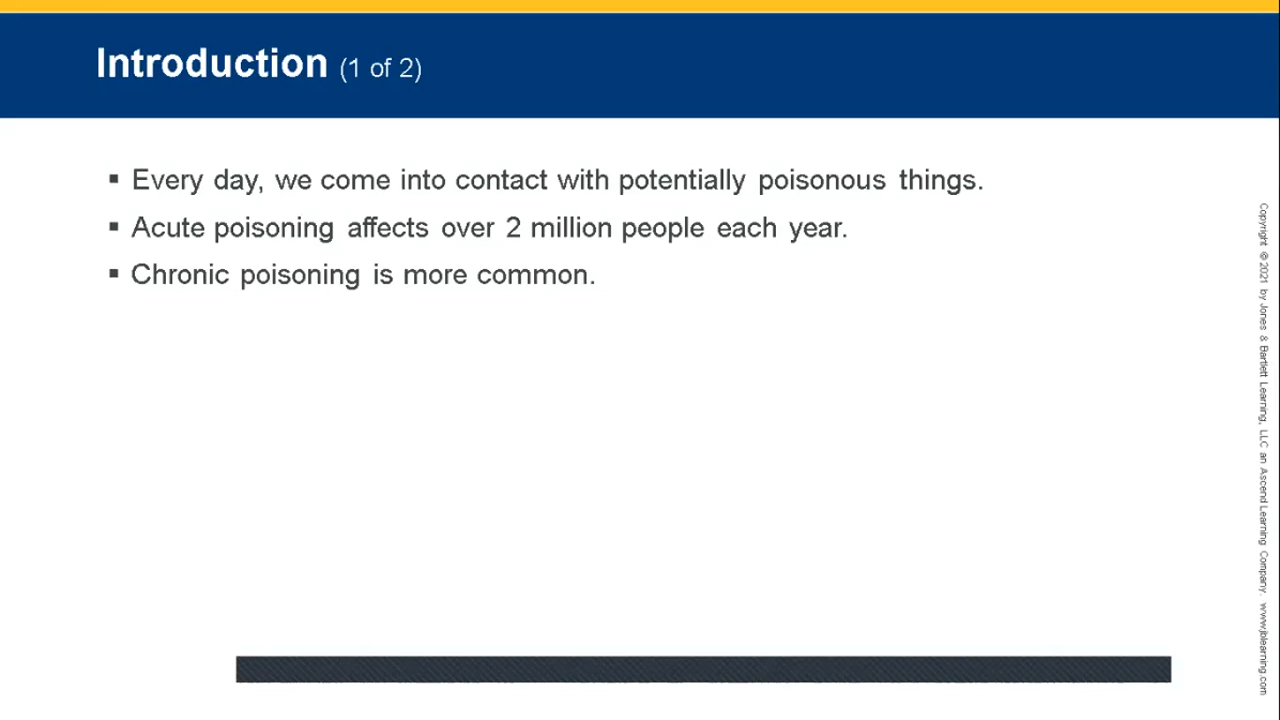 Introduction (1 of 2)
▪ Every day, we come into contact with potentially poisonous things.
▪ Acute poisoning affects over 2 million people each year.
▪ Chronic poisoning is more common.
Copyright © 2021 by Jones & Bartlett Learning, LLC an Ascend Learning Company. www.jblearning.com